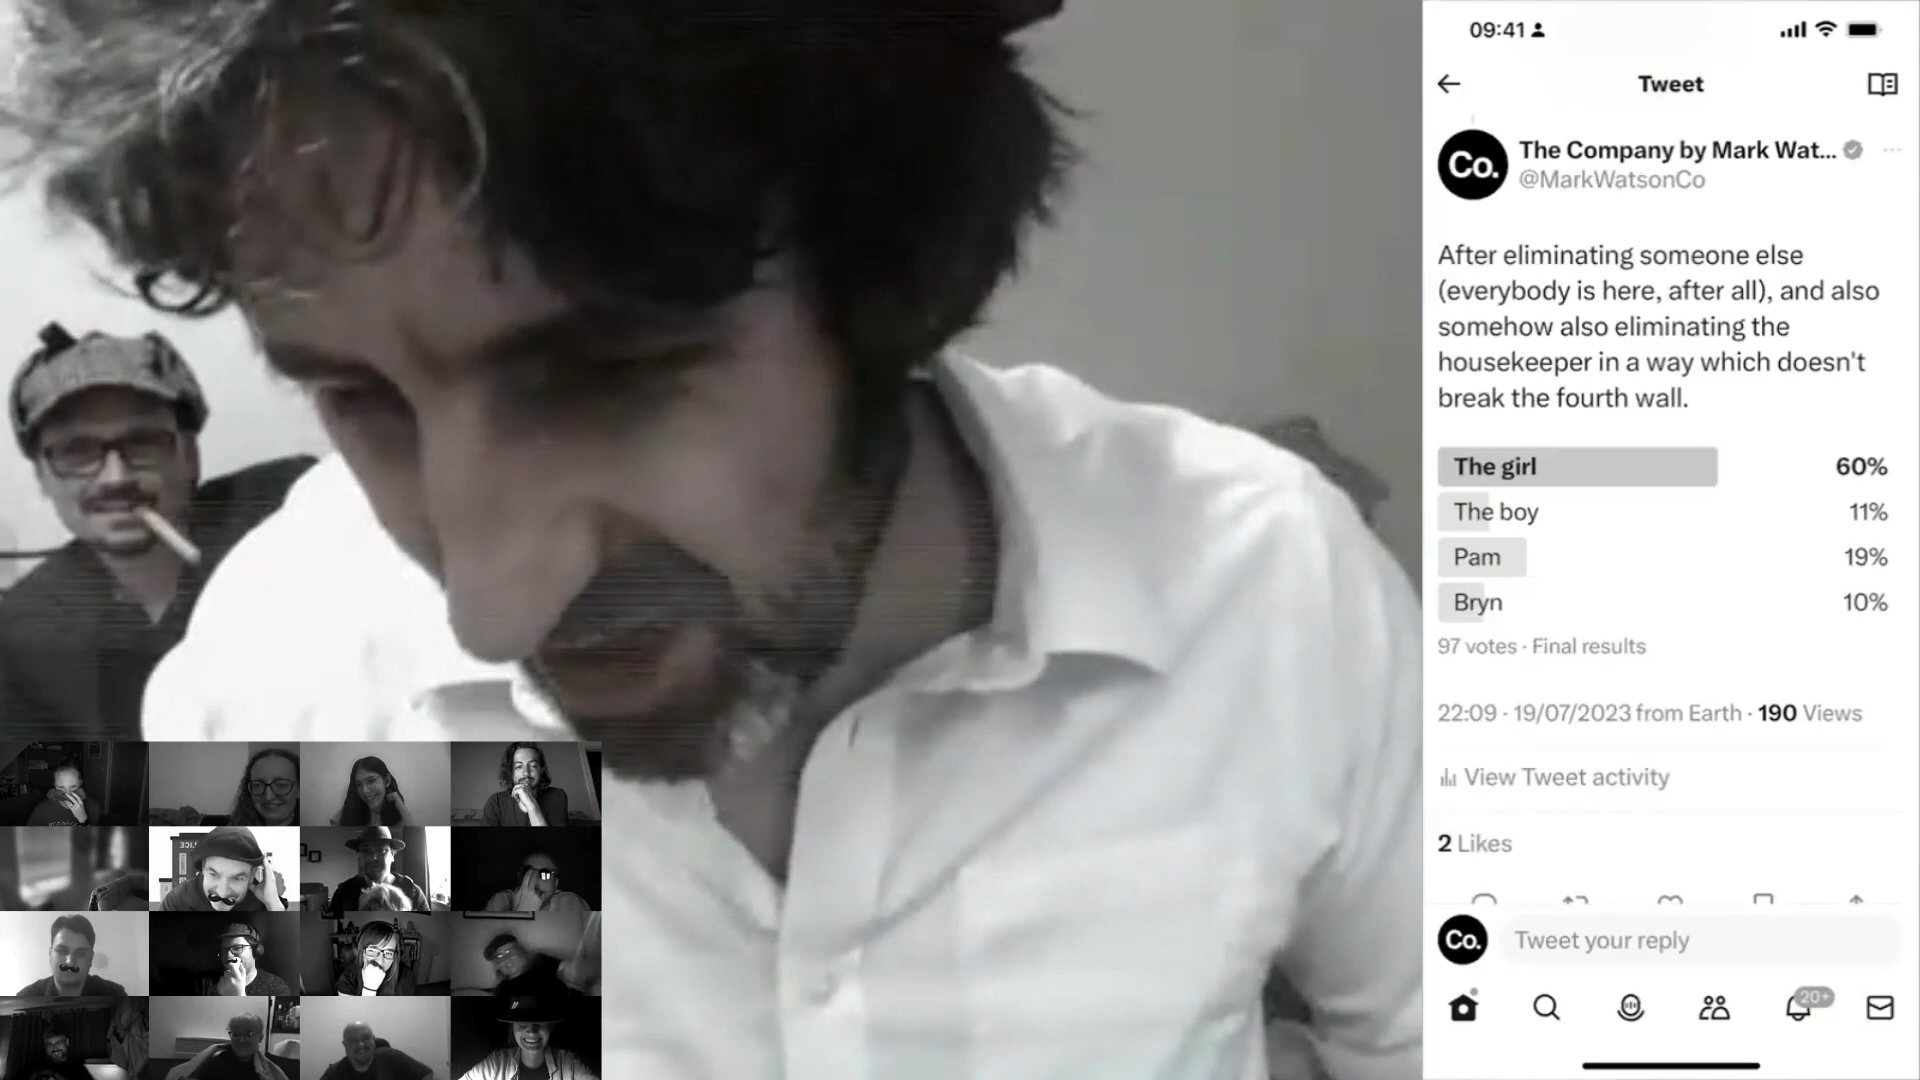 09:41
Tweet
Co.
The Company by Mark Wat...
@MarkWatsonCo
After eliminating someone else
(everybody is here, after all), and also
somehow also eliminating the
housekeeper in a way which doesn't
break the fourth wall.
The girl 60%
The boy 11%
Pam 19%
Bryn 10%
97 votes · Final results
22:09 · 19/07/2023 from Earth · 190 Views
View Tweet activity
2 Likes
Co.
Tweet your reply
20+